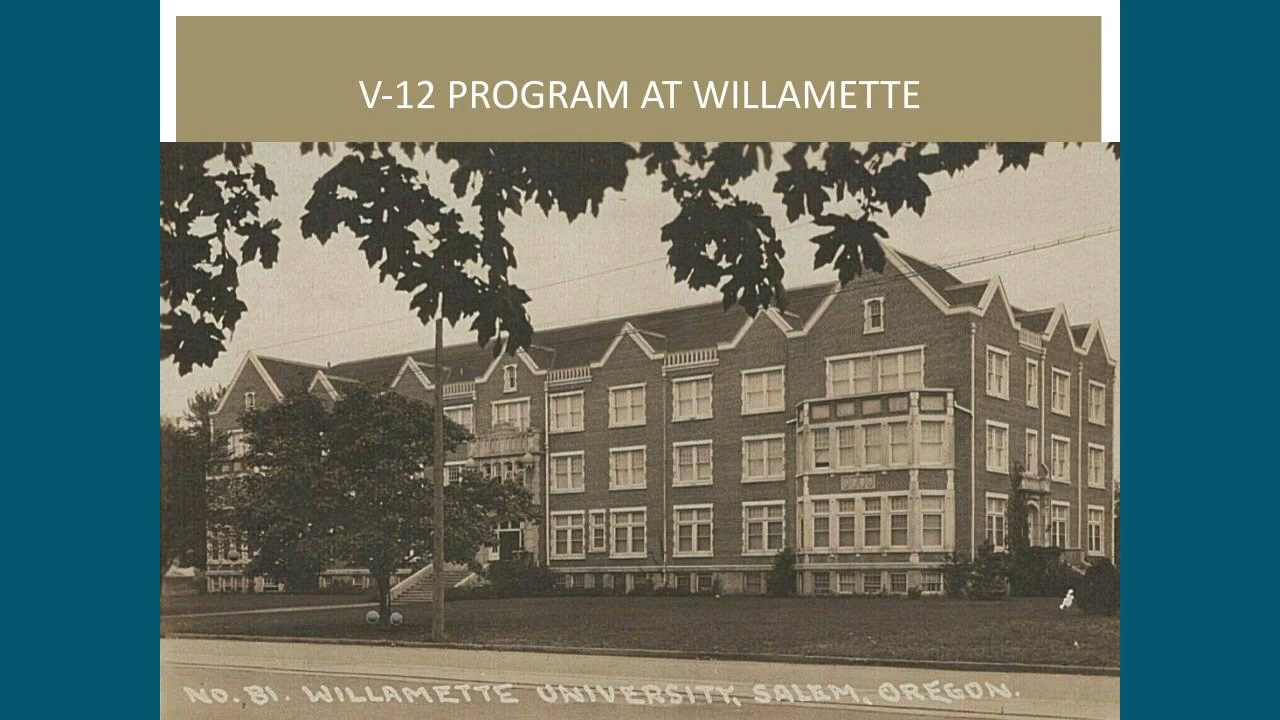 V-12 PROGRAM AT WILLAMETTE
NO. 81. WILLAMETTE UNIVERSITY, SALEM, OREGON.